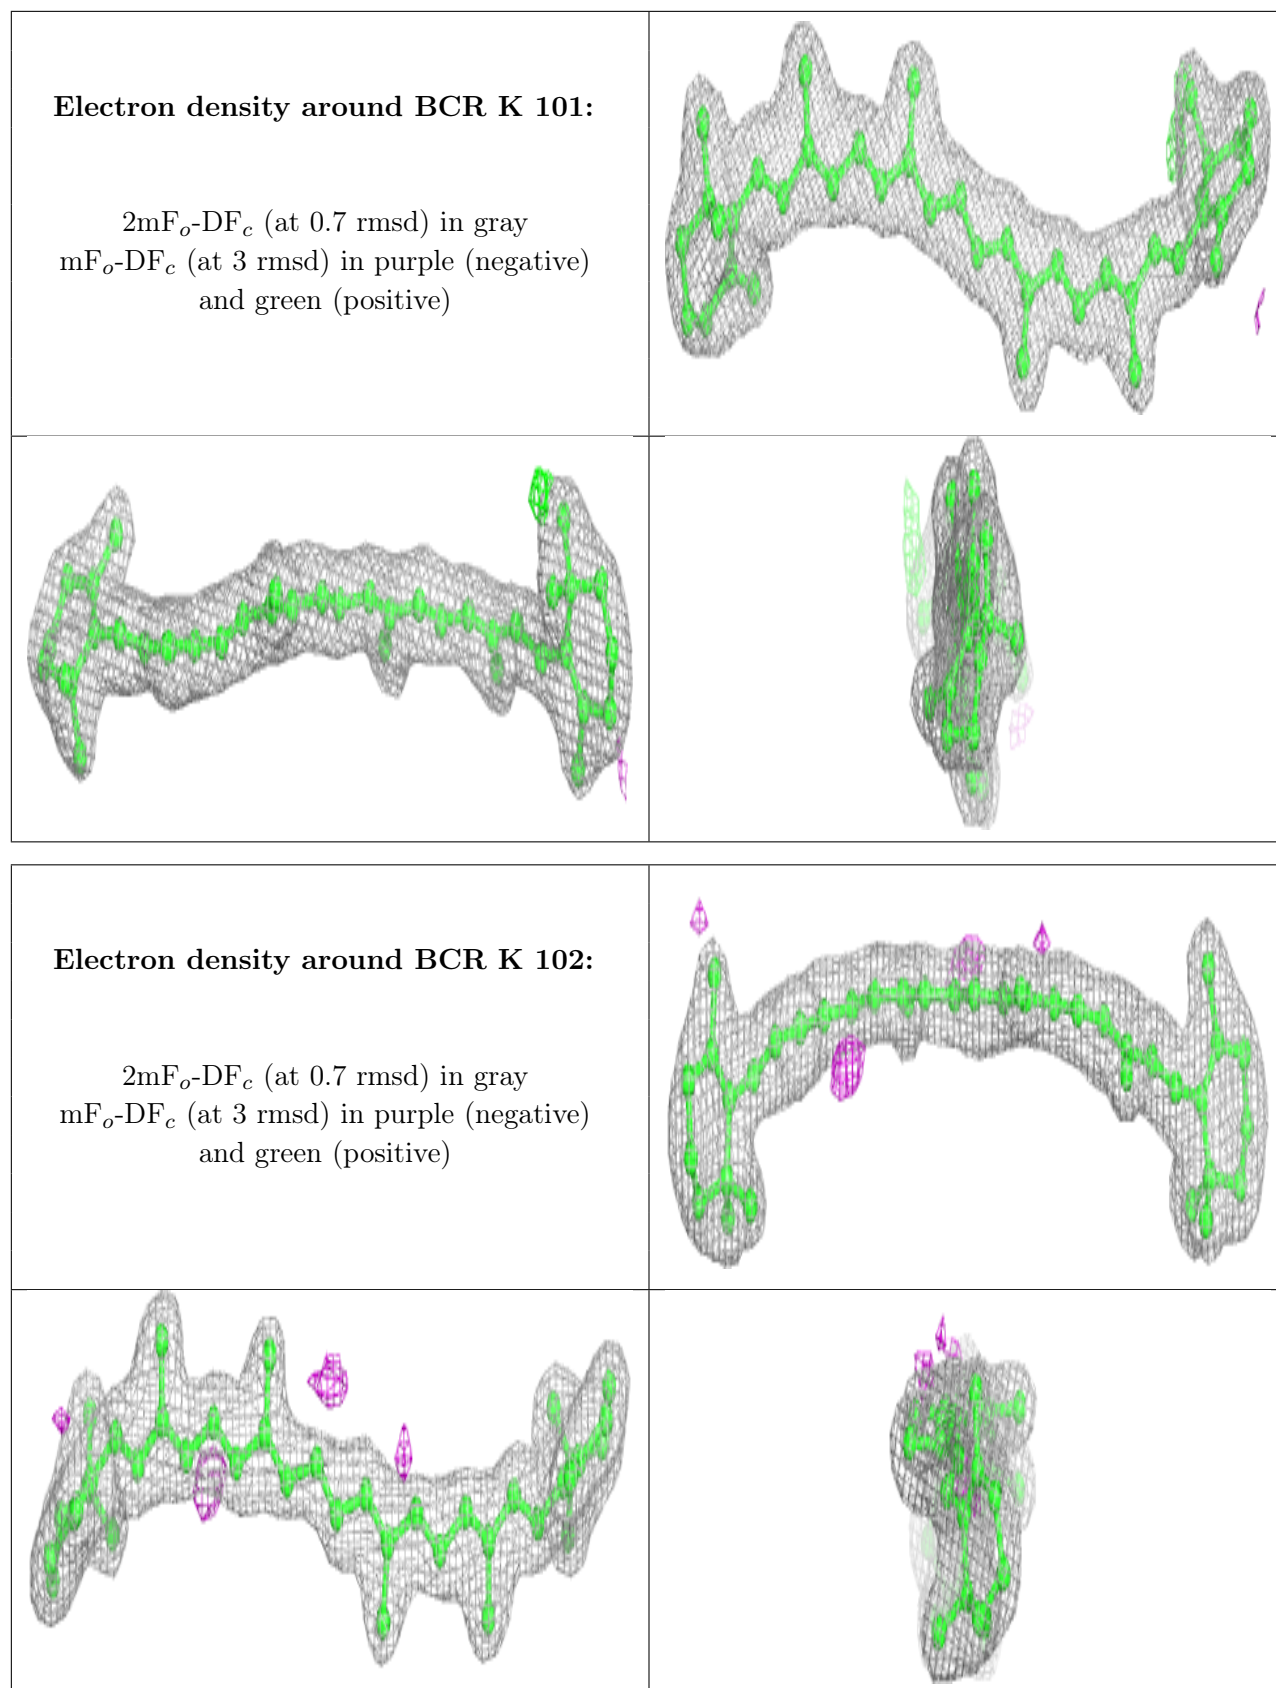 Electron density around BCR K 101:
2mFo-DFc (at 0.7 rmsd) in gray
mFo-DFc (at 3 rmsd) in purple (negative)
and green (positive)
Electron density around BCR K 102:
2mFo-DFc (at 0.7 rmsd) in gray
mFo-DFc (at 3 rmsd) in purple (negative)
and green (positive)